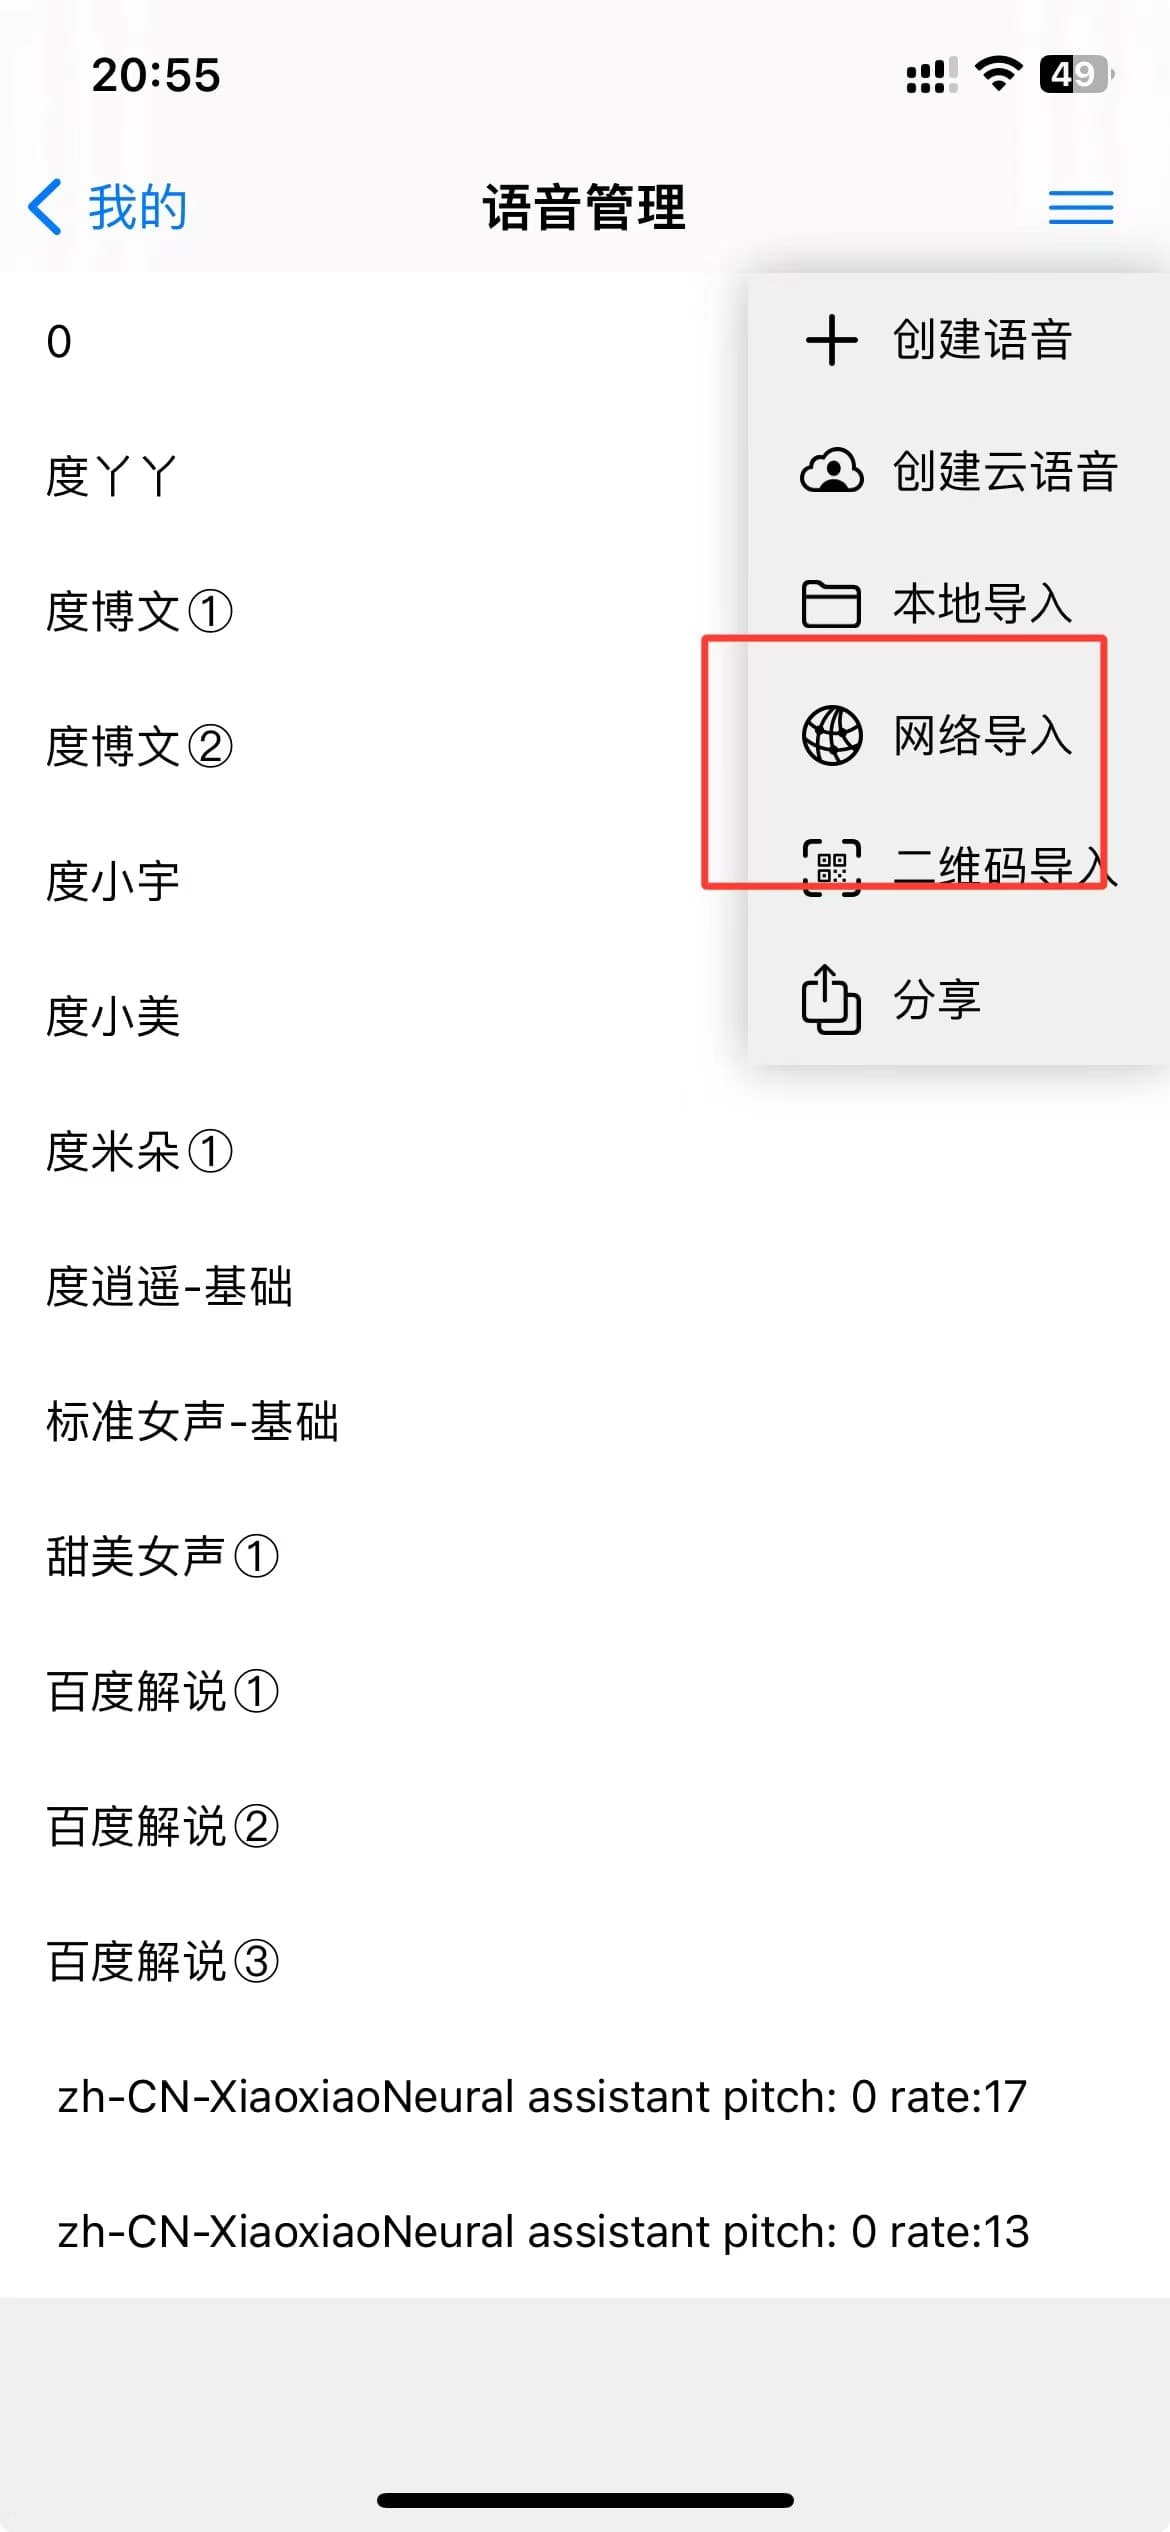 20:55
49
我的
语音管理
0
度丫丫
度博文①
度博文②
度小宇
度小美
度米朵①
度逍遥-基础
标准女声-基础
甜美女声①
百度解说①
百度解说②
百度解说③
zh-CN-XiaoxiaoNeural assistant pitch: 0 rate:17
zh-CN-XiaoxiaoNeural assistant pitch: 0 rate:13
创建语音
创建云语音
本地导入
网络导入
二维码导入
分享